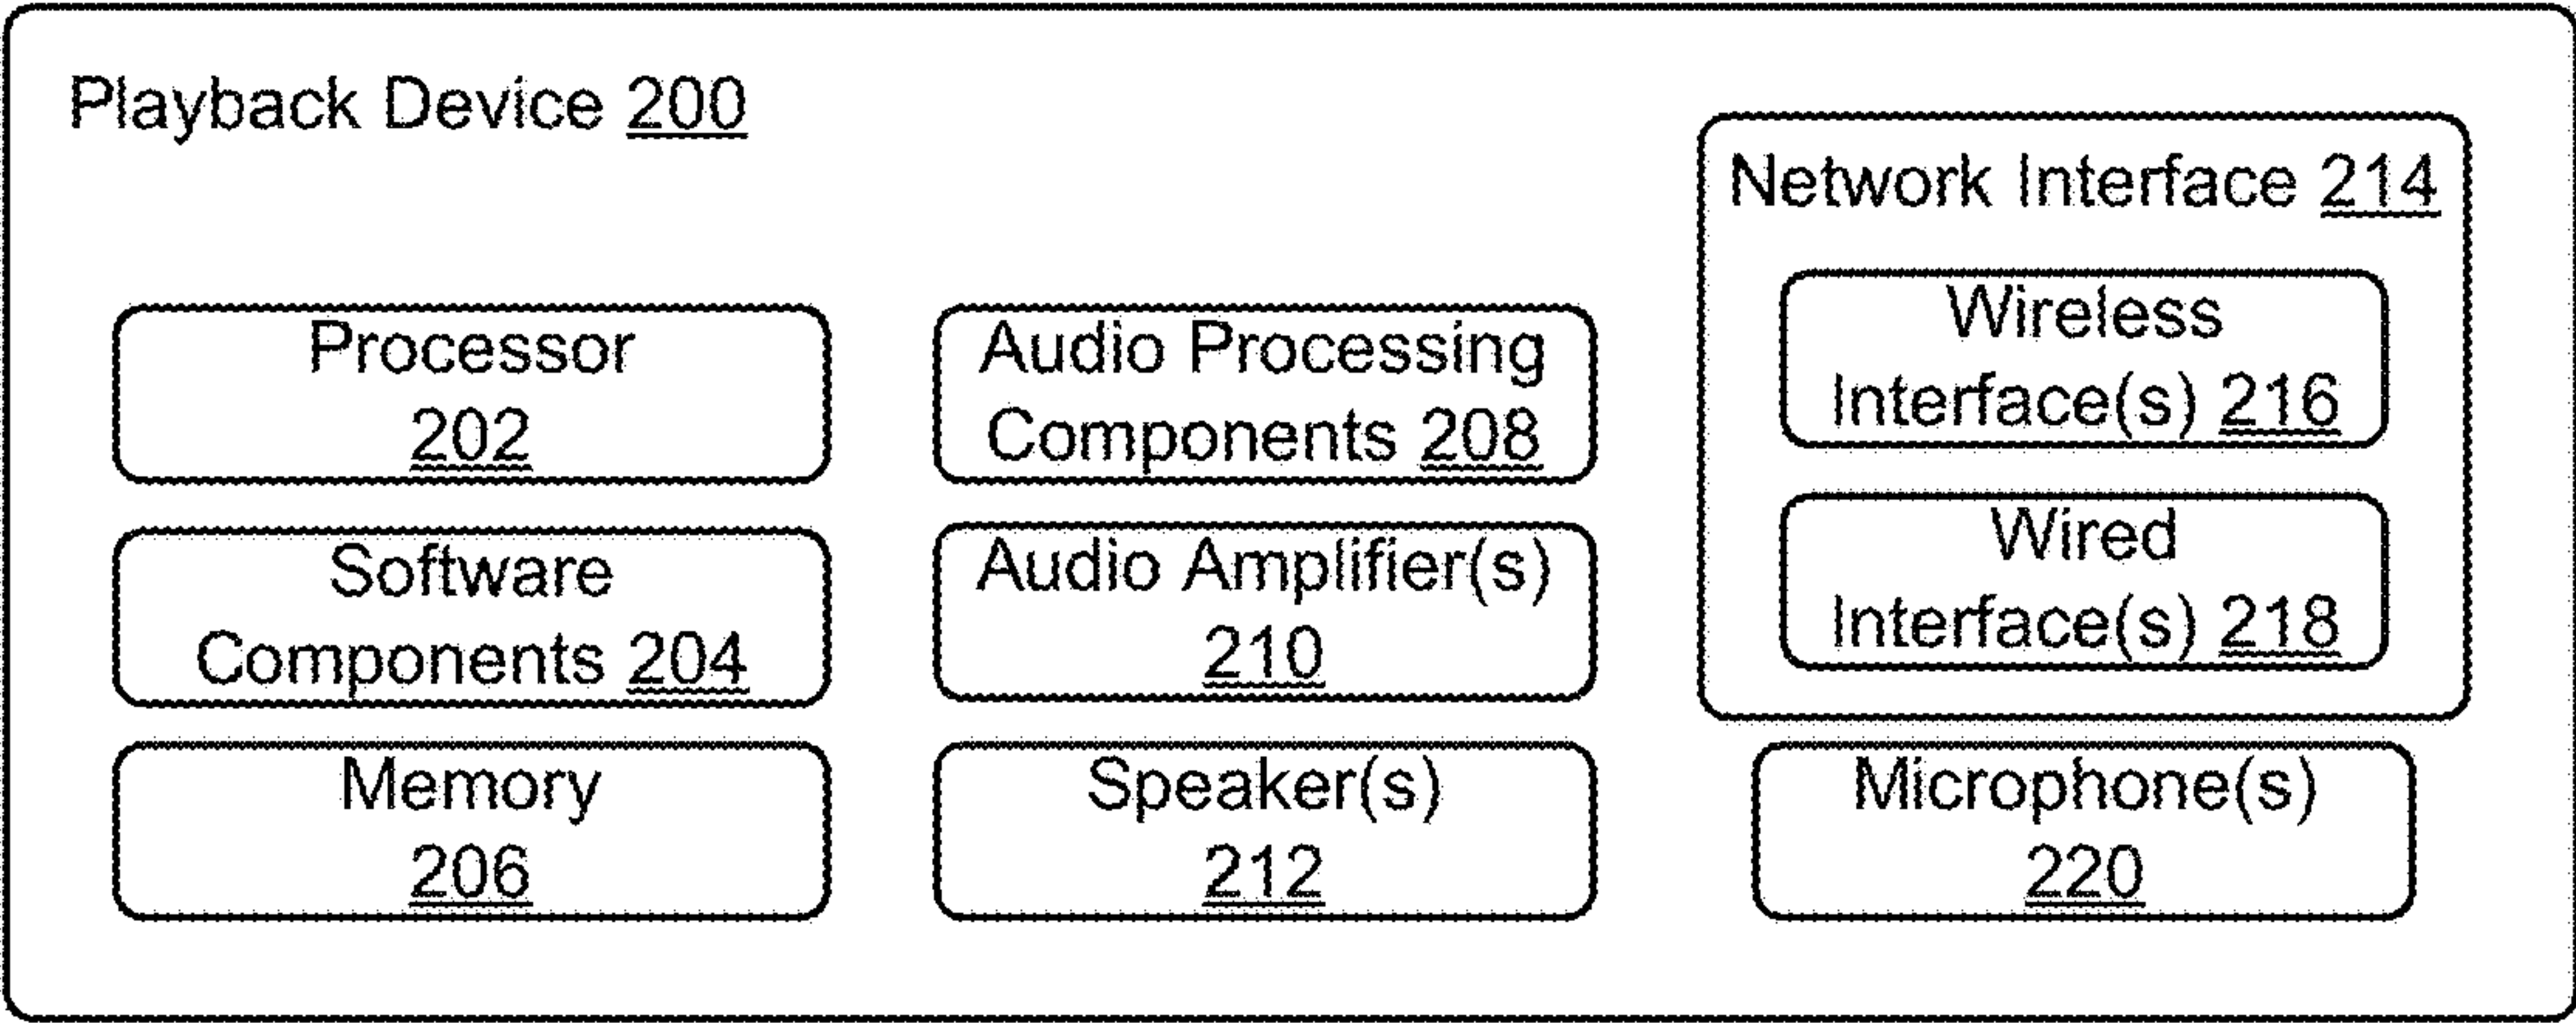 Playback Device 200
Processor
202
Software
Components 204
Memory
206
Audio Processing
Components 208
Audio Amplifier(s)
210
Speaker(s)
212
Network Interface 214
Wireless
Interface(s) 216
Wired
Interface(s) 218
Microphone(s)
220